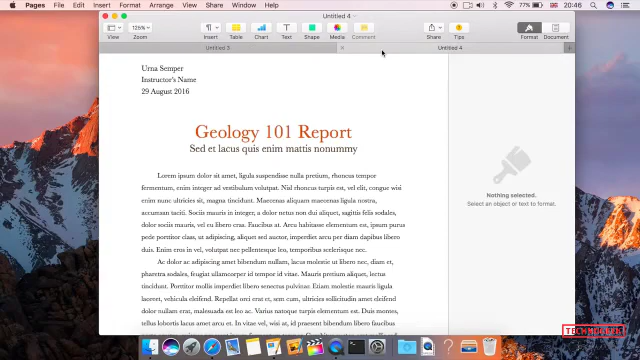 Pages File Edit Insert Format Arrange View Share Window Help 77% 20:46
Untitled 4
125%
View Zoom Insert Table Chart Text Shape Media Comment Share Tips Format Document
Untitled 3 Untitled 4
Urna Semper
Instructor's Name
29 August 2016
Geology 101 Report
Sed et lacus quis enim mattis nonummy
Lorem ipsum dolor sit amet, ligula suspendisse nulla pretium, rhoncus tempor
fermentum, enim integer ad vestibulum volutpat. Nisl rhoncus turpis est, vel elit, congue
wisi enim nunc ultricies sit, magna tincidunt. Maecenas aliquam maecenas ligula nostra,
accumsan taciti. Sociis mauris in integer, a dolor netus non dui aliquet, sagittis felis sodales,
dolor sociis mauris, vel eu libero cras. Faucibus at. Arcu habitasse elementum est, ipsum purus
pede porttitor class, ut adipiscing, aliquet sed auctor, imperdiet arcu per diam dapibus libero
duis. Enim eros in vel, volutpat nec pellentesque leo, temporibus scelerisque nec.
Ac dolor ac adipiscing amet bibendum nullam, lacus molestie ut libero nec, diam et,
pharetra sodales, feugiat ullamcorper id tempor id vitae. Mauris pretium aliquet, lectus
tincidunt. Porttitor mollis imperdiet libero senectus pulvinar. Etiam molestie mauris ligula
laoreet, vehicula eleifend. Repellat orci erat et, sem cum, ultricies sollicitudin amet eleifend
dolor nullam erat, malesuada est leo ac. Varius natoque turpis elementum est. Duis montes,
tellus lobortis lacus amet arcu et. In vitae vel, wisi at, id praesent bibendum libero faucibus
Nothing selected.
Select an object or text to format.
TECHMOGEEK